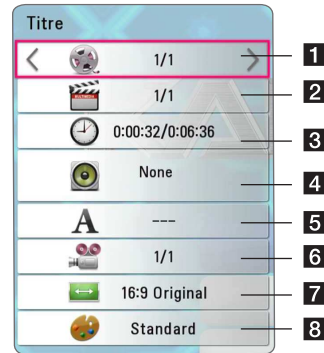 Titre
1/1 1
1/1 2
0:00:32/0:06:36 3
None 4
A --- 5
1/1 6
16:9 Original 7
Standard 8